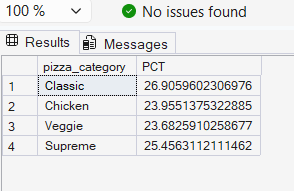 100 %
No issues found
Results Messages
pizza_category PCT
1 Classic 26.9059602306976
2 Chicken 23.9551375322885
3 Veggie 23.6825910258677
4 Supreme 25.4563112111462